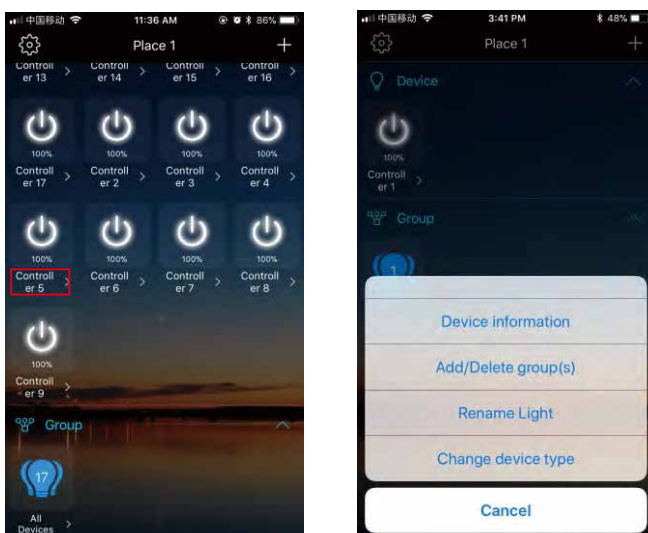 中国移动 11:36 AM 86%
Place 1 +
Controll Controll Controll Controll
er 13 er 14 er 15 er 16
100% 100% 100% 100%
Controll Controll Controll Controll
er 17 er 2 er 3 er 4
100% 100% 100% 100%
Controll Controll Controll Controll
er 5 er 6 er 7 er 8
100%
Controll
er 9
Group
17
All
Devices
中国移动 3:41 PM 48%
Place 1 +
Device
100%
Controll
er 1
Group
1
Device information
Add/Delete group(s)
Rename Light
Change device type
Cancel